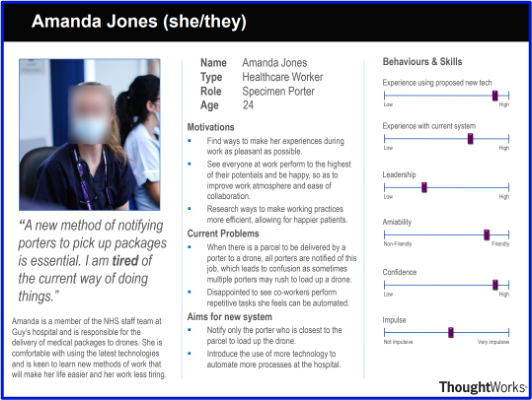 Amanda Jones (she/they)
“A new method of notifying
porters to pick up packages
is essential. I am tired of
the current way of doing
things.”
Amanda is a member of the NHS staff team at
Guy's hospital and is responsible for the
delivery of medical packages to drones. She is
comfortable with using the latest technologies
and is keen to learn new methods of work that
will make her life easier and her work less tiring.
Name Amanda Jones
Type Healthcare Worker
Role Specimen Porter
Age 24
Motivations
Find ways to make her experiences during
work as pleasant as possible.
See everyone at work perform to the highest
of their potentials and be happy, so as to
improve work atmosphere and ease of
collaboration.
Research ways to make working practices
more efficient, allowing for happier patients.
Current Problems
When there is a parcel to be delivered by a
porter to a drone, all porters are notified of this
job, which leads to confusion as sometimes
multiple porters may rush to load up a drone.
Disappointed to see co-workers perform
repetitive tasks she feels can be automated.
Aims for new system
Notify only the porter who is closest to the
parcel to load up the drone.
Introduce the use of more technology to
automate more processes at the hospital.
Behaviours & Skills
Experience using proposed new tech
Low High
Experience with current system
Low High
Leadership
Low High
Amiability
Non-Friendly Friendly
Confidence
Low High
Impulse
Not impulsive Very impulsive
ThoughtWorks